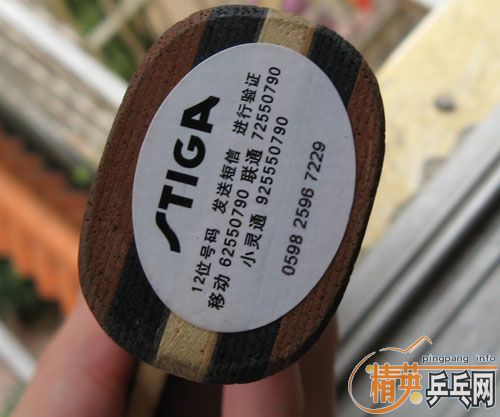 STIGA
12位号码 发送短信 进行验证
移动 62550790 联通 72550790
小灵通 925550790
0598 2596 7229
pingpang.info
精英乒乓网